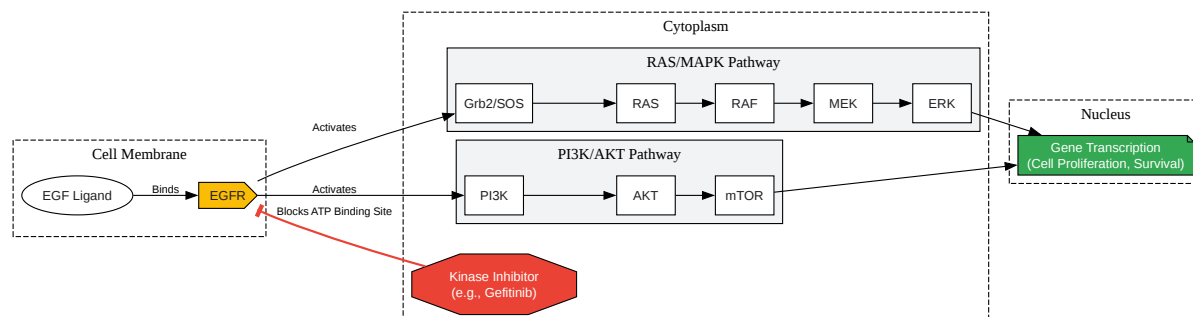 Cytoplasm
RAS/MAPK Pathway
Grb2/SOS
RAS
RAF
MEK
ERK
Activates
Nucleus
Gene Transcription
(Cell Proliferation, Survival)
Cell Membrane
EGF Ligand
Binds
EGFR
Activates
Blocks ATP Binding Site
PI3K/AKT Pathway
PI3K
AKT
mTOR
Kinase Inhibitor
(e.g., Gefitinib)